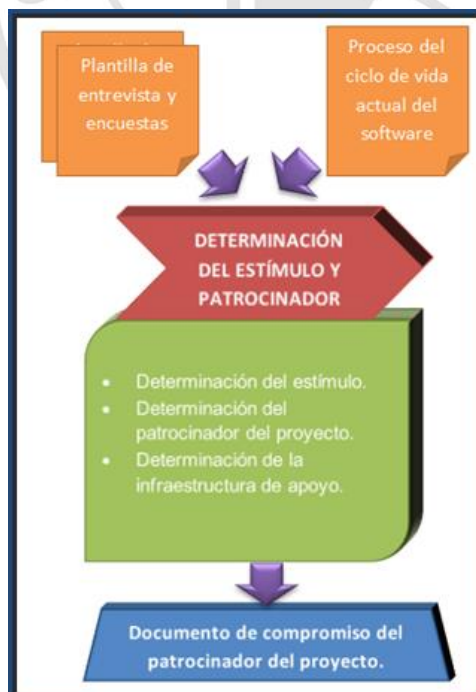 Plantilla de
entrevista y
encuestas
Proceso del
ciclo de vida
actual del
software
DETERMINACIÓN
DEL ESTÍMULO Y
PATROCINADOR
• Determinación del estímulo.
• Determinación del
patrocinador del proyecto.
• Determinación de la
infraestructura de apoyo.
Documento de compromiso del
patrocinador del proyecto.